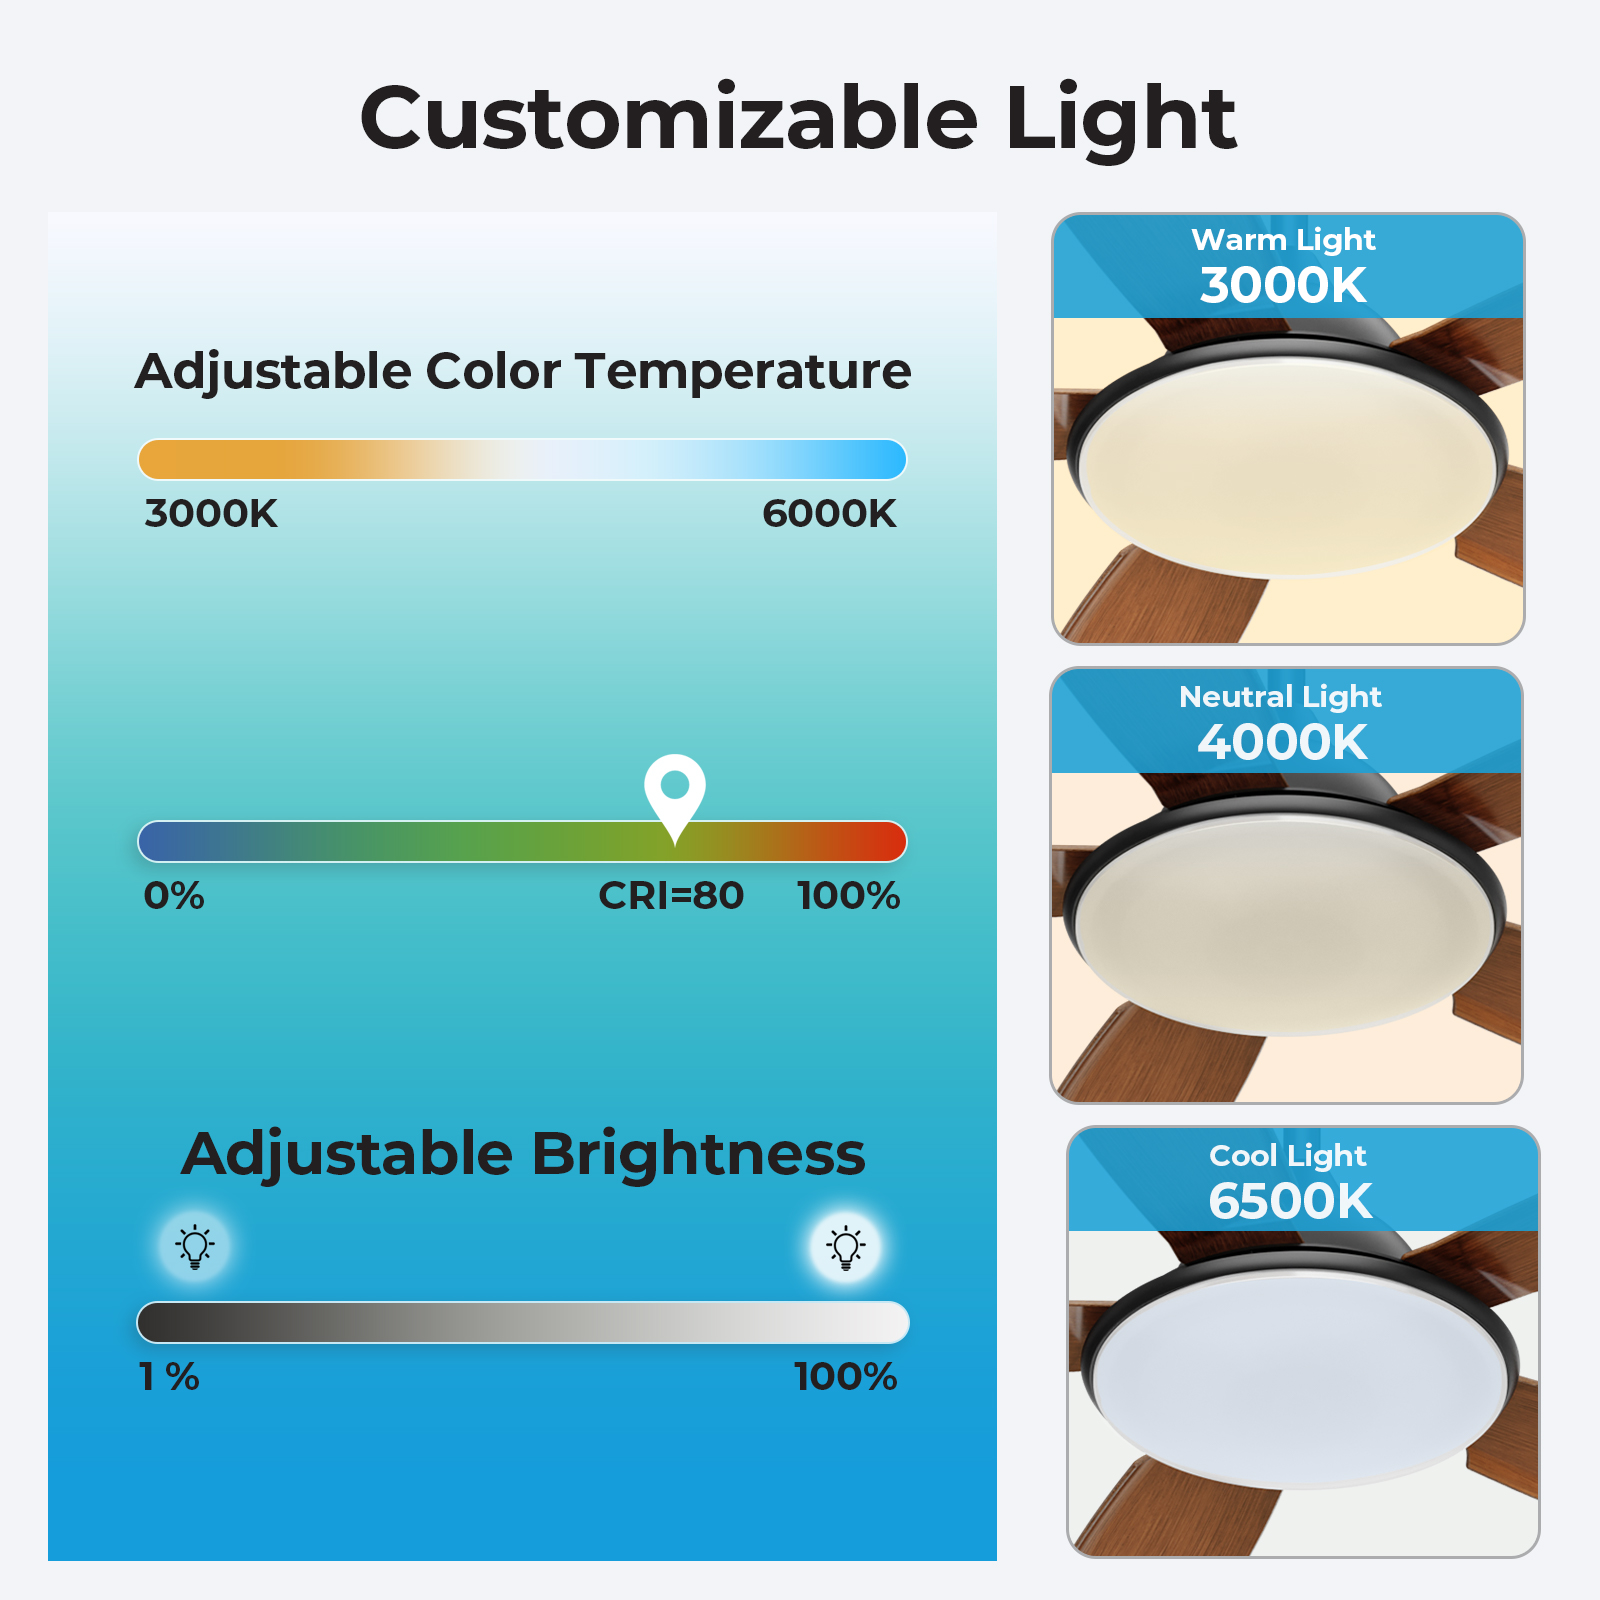 Customizable Light
Adjustable Color Temperature
3000K
6000K
0%
CRI=80
100%
Adjustable Brightness
1 %
100%
Warm Light
3000K
Neutral Light
4000K
Cool Light
6500K